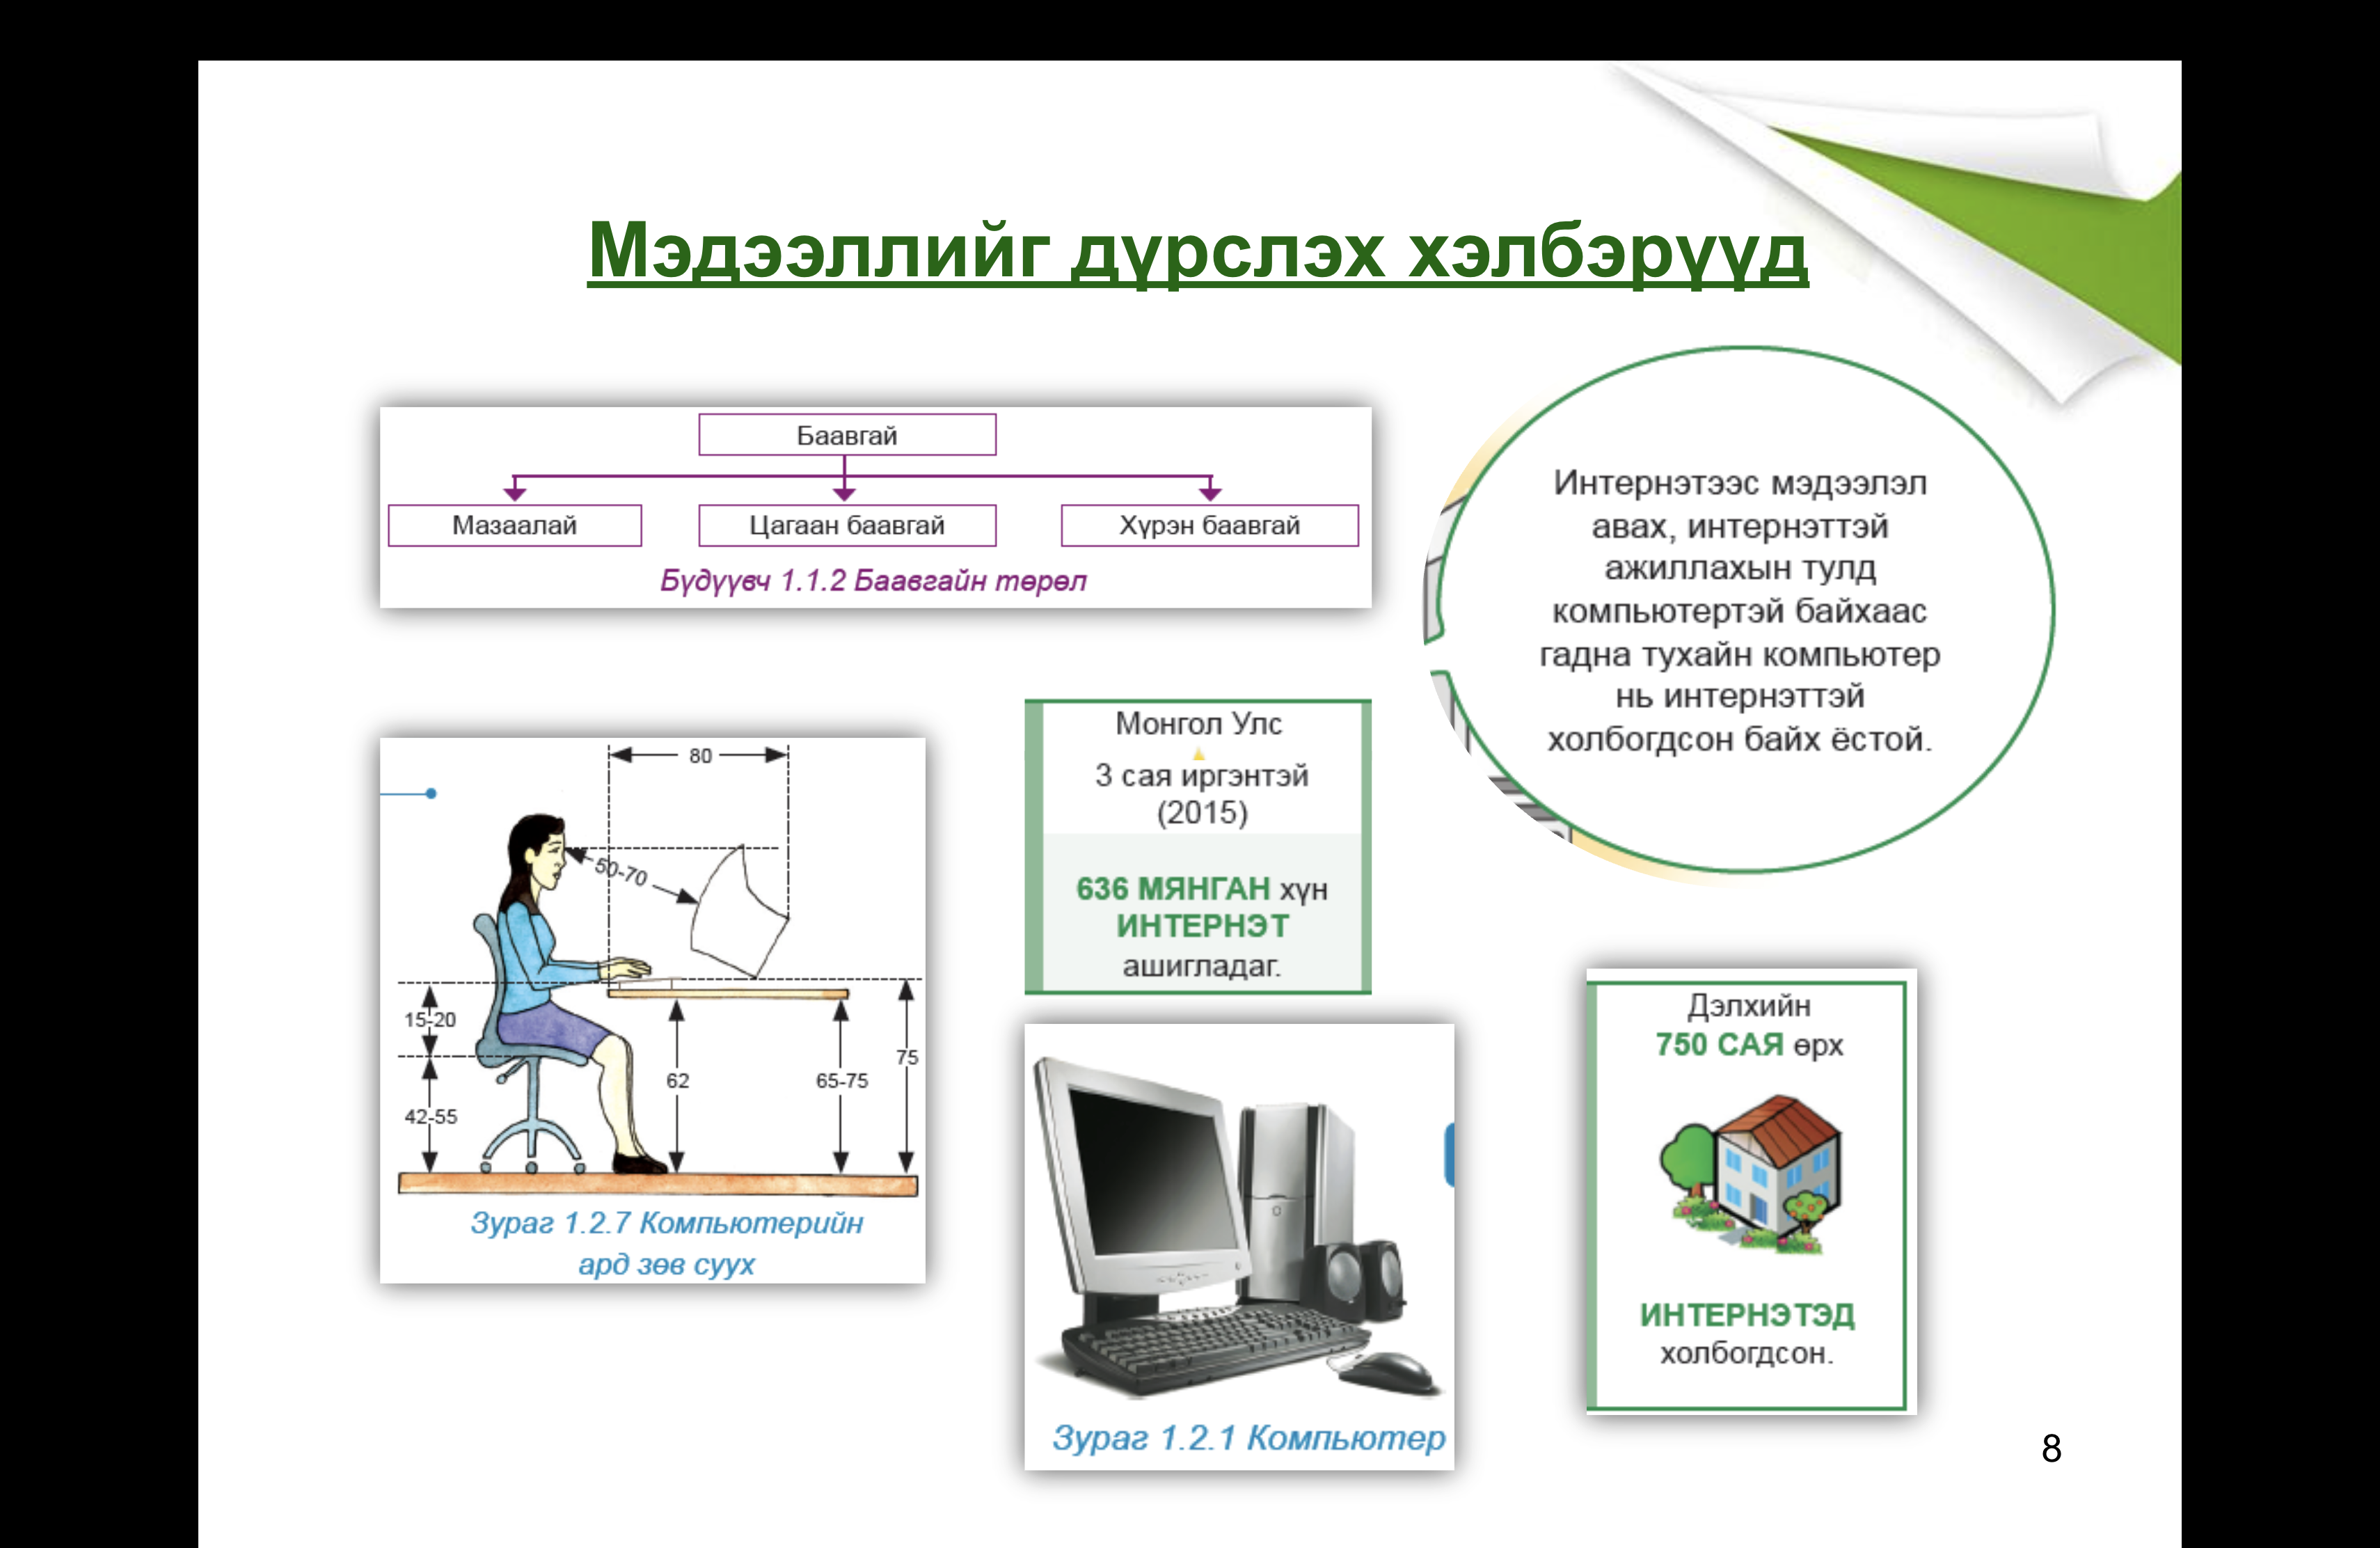 Мэдээллийг дүрслэх хэлбэрүүд
Баавгай
Мазаалай
Цагаан баавгай
Хүрэн баавгай
Бүдүүвч 1.1.2 Баавгайн төрөл
Интернэтээс мэдээлэл
авах, интернэттэй
ажиллахын тулд
компьютертэй байхаас
гадна тухайн компьютер
нь интернэттэй
холбогдсон байх ёстой.
80
50-70
15-20
42-55
62
65-75
75
Зураг 1.2.7 Компьютерийн
ард зөв суух
Монгол Улс
3 сая иргэнтэй
(2015)
636 МЯНГАН хүн
ИНТЕРНЭТ
ашигладаг.
Зураг 1.2.1 Компьютер
Дэлхийн
750 САЯ өрх
ИНТЕРНЭТЭД
холбогдсон.
8